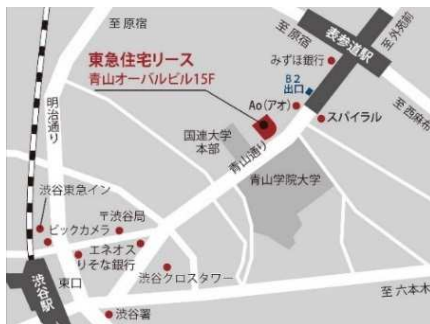 至原宿
東急住宅リース
青山オーバルビル15F
至原宿
表参道駅
至外苑前
みずほ銀行
B2
出口
Ao(アオ)
スパイラル
至西麻布
明治通り
国連大学
本部
青山通り
青山学院大学
渋谷東急イン
ビックカメラ
〒渋谷局
エネオス
りそな銀行
渋谷クロスタワー
渋谷駅
東口
至六本木
渋谷署